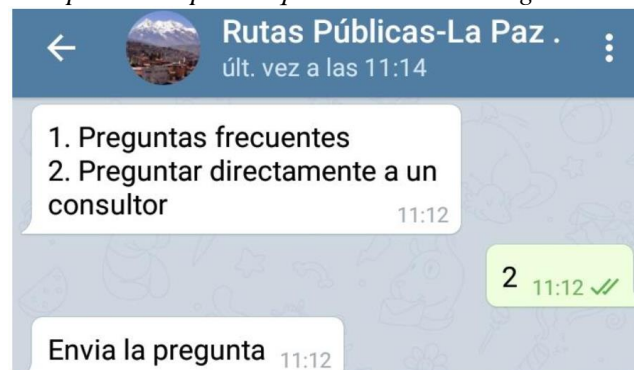 Rutas Públicas-La Paz .
últ. vez a las 11:14
1. Preguntas frecuentes
2. Preguntar directamente a un
consultor
11:12
2 11:12
Envia la pregunta 11:12